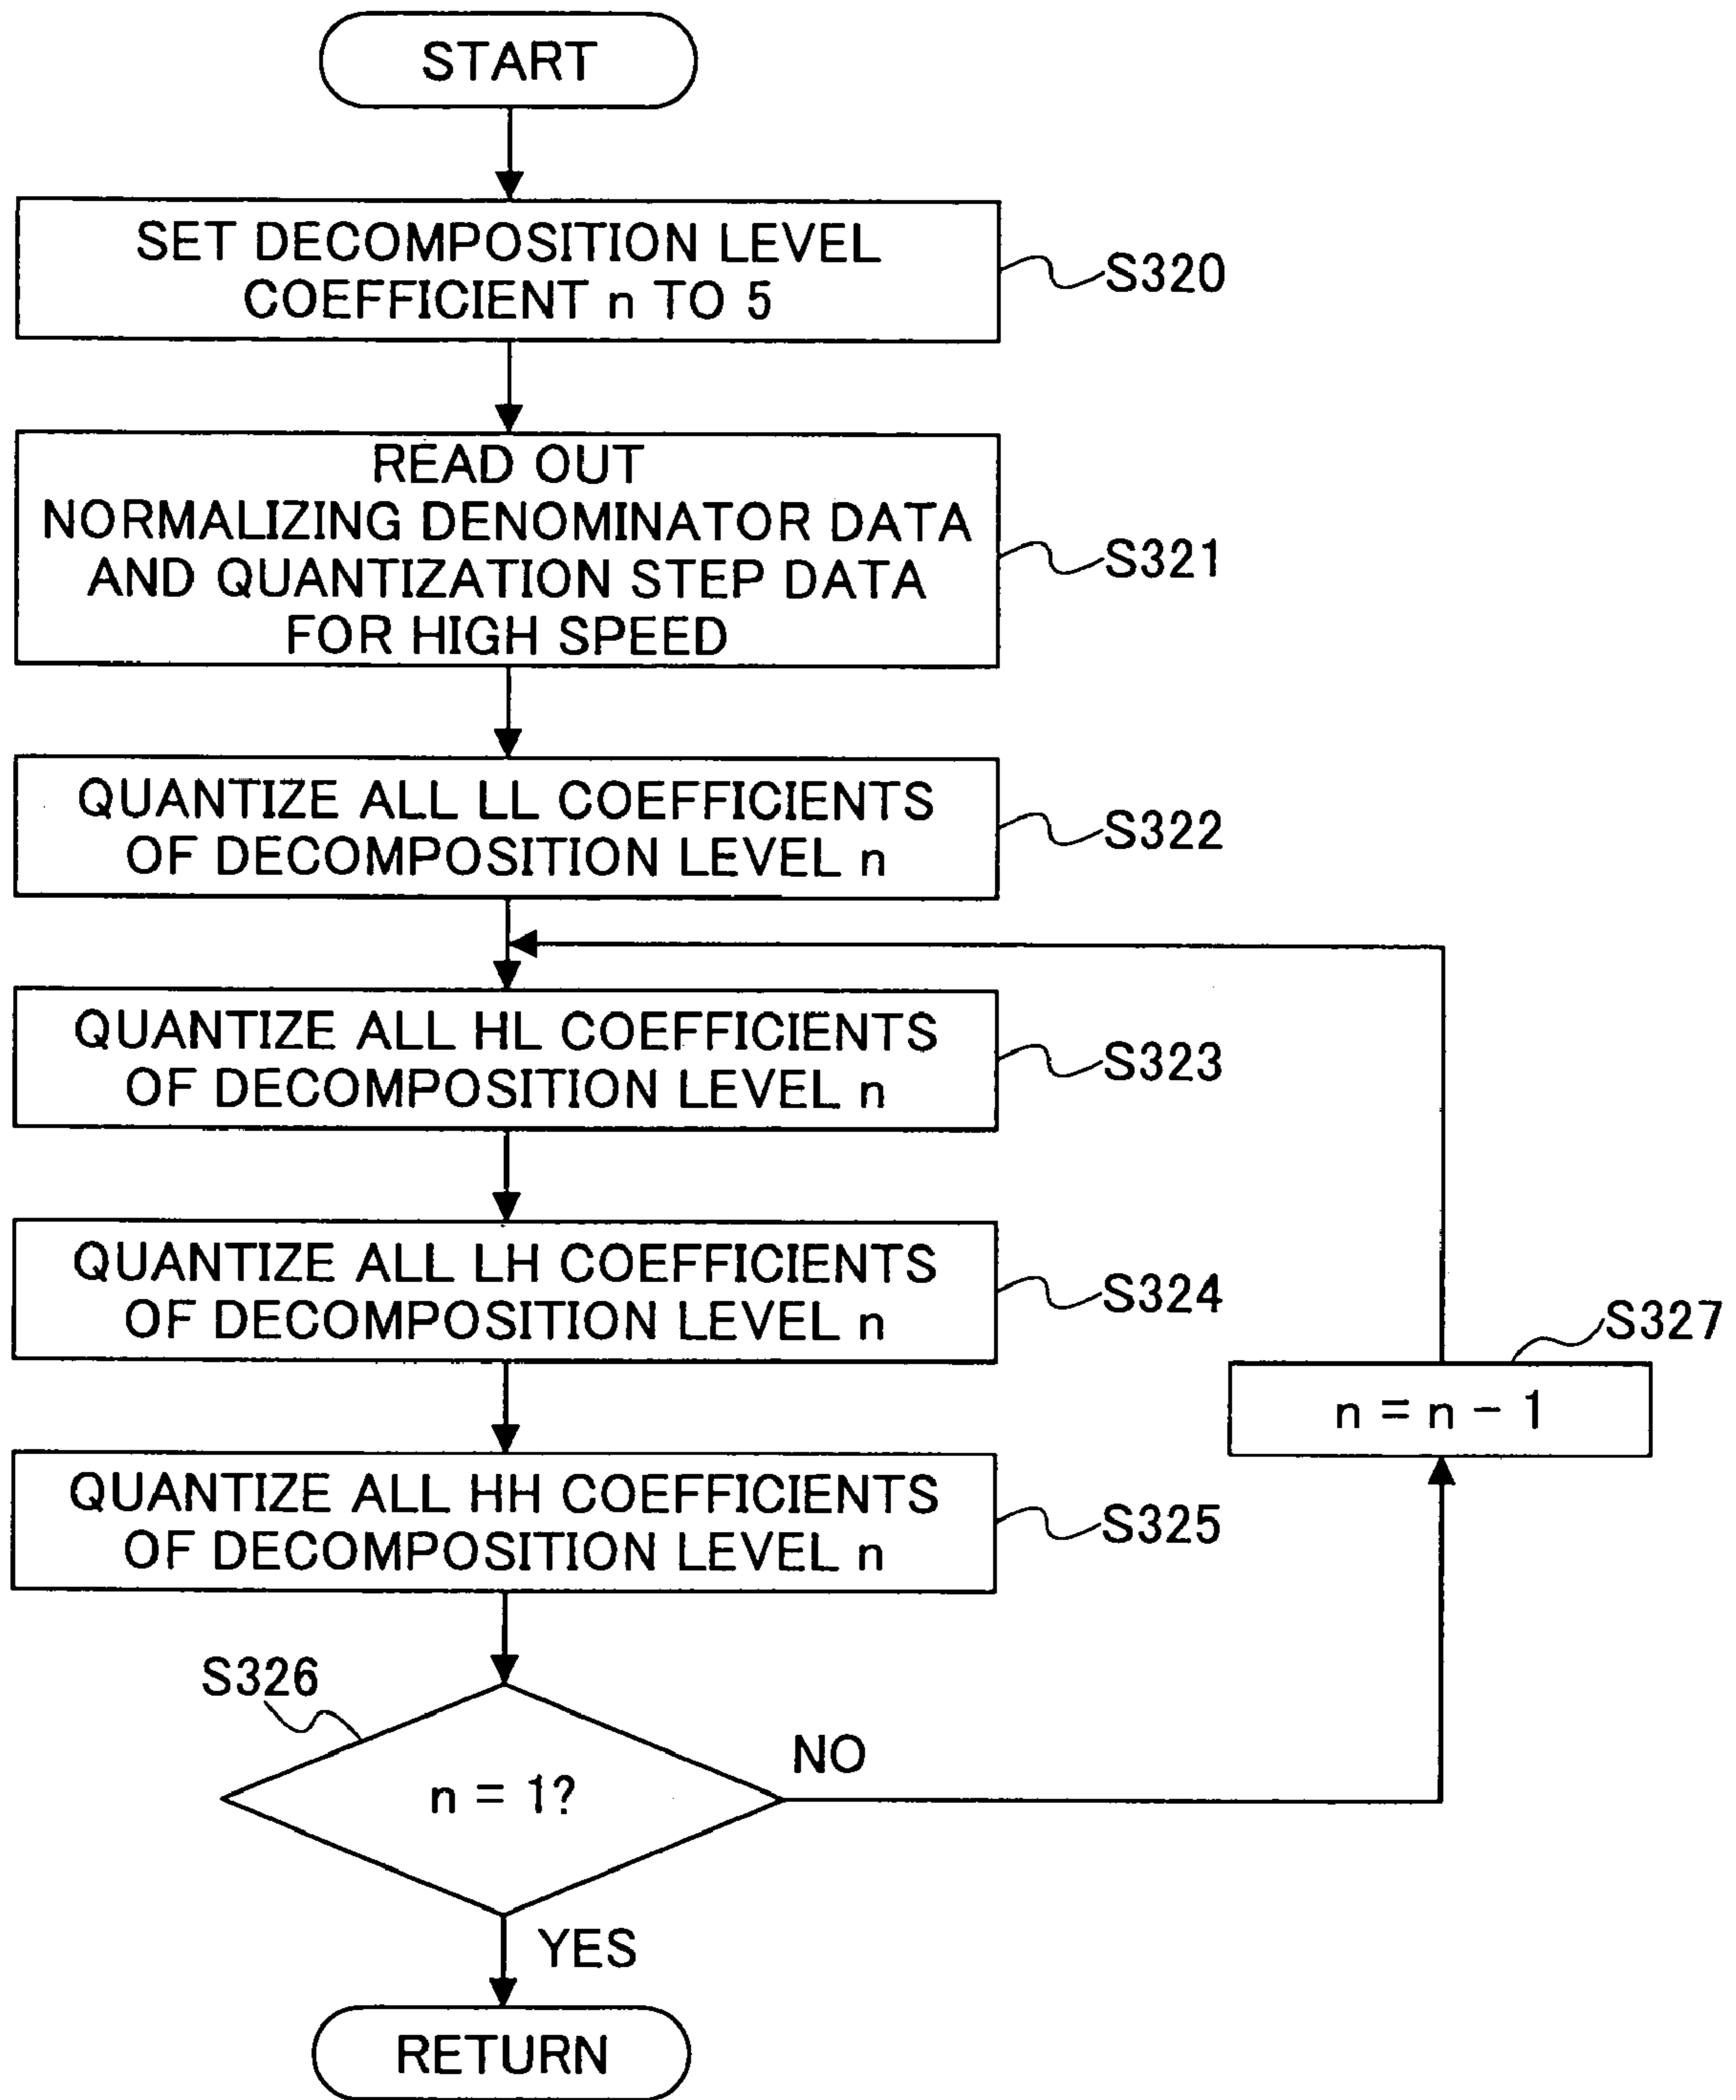 START
SET DECOMPOSITION LEVEL
COEFFICIENT n TO 5
S320
READ OUT
NORMALIZING DENOMINATOR DATA
AND QUANTIZATION STEP DATA
FOR HIGH SPEED
S321
QUANTIZE ALL LL COEFFICIENTS
OF DECOMPOSITION LEVEL n
S322
QUANTIZE ALL HL COEFFICIENTS
OF DECOMPOSITION LEVEL n
S323
QUANTIZE ALL LH COEFFICIENTS
OF DECOMPOSITION LEVEL n
S324
S327
n = n - 1
QUANTIZE ALL HH COEFFICIENTS
OF DECOMPOSITION LEVEL n
S325
S326
n = 1?
NO
YES
RETURN